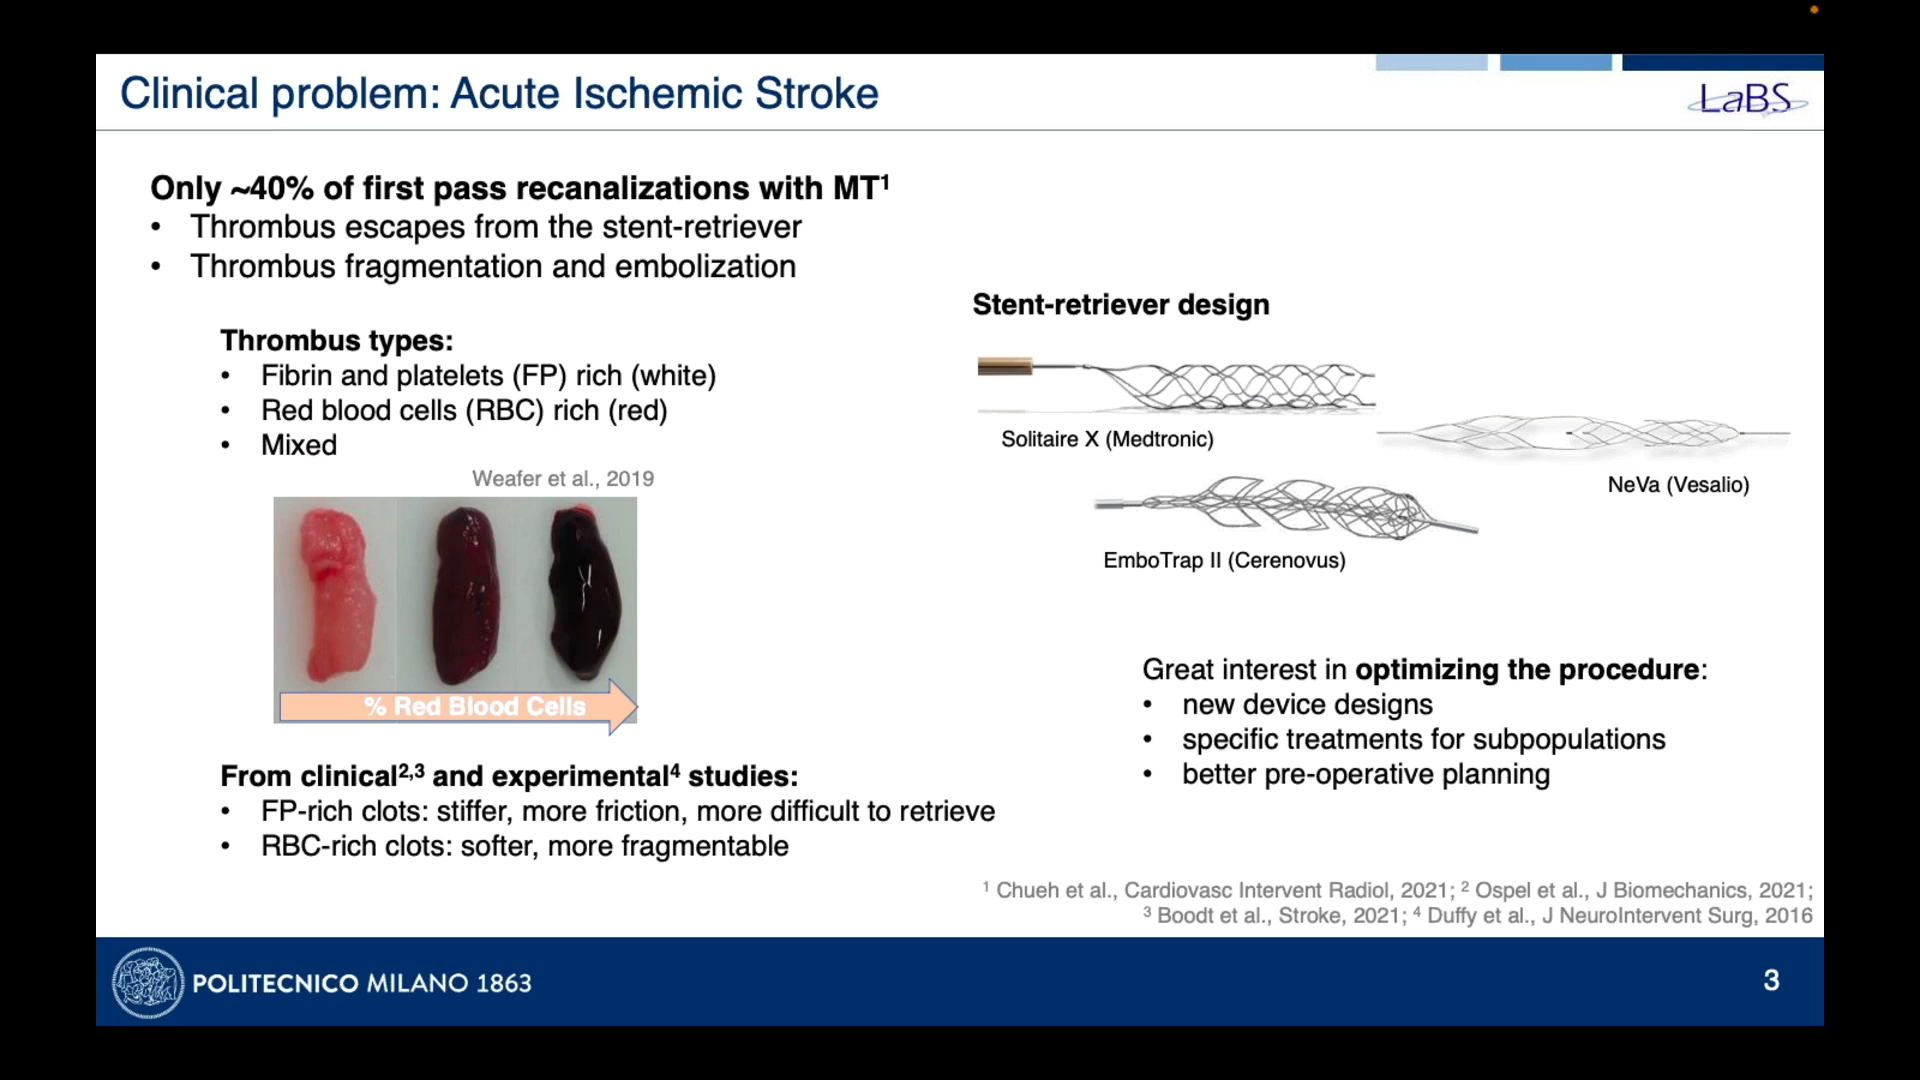 Clinical problem: Acute Ischemic Stroke
LaBS
Only ~40% of first pass recanalizations with MT¹
• Thrombus escapes from the stent-retriever
• Thrombus fragmentation and embolization
Thrombus types:
• Fibrin and platelets (FP) rich (white)
• Red blood cells (RBC) rich (red)
• Mixed
Weafer et al., 2019
% Red Blood Cells
From clinical²,³ and experimental⁴ studies:
• FP-rich clots: stiffer, more friction, more difficult to retrieve
• RBC-rich clots: softer, more fragmentable
Stent-retriever design
Solitaire X (Medtronic)
NeVa (Vesalio)
EmboTrap II (Cerenovus)
Great interest in optimizing the procedure:
• new device designs
• specific treatments for subpopulations
• better pre-operative planning
¹ Chueh et al., Cardiovasc Intervent Radiol, 2021; ² Ospel et al., J Biomechanics, 2021;
³ Boodt et al., Stroke, 2021; ⁴ Duffy et al., J NeuroIntervent Surg, 2016
POLITECNICO MILANO 1863
3